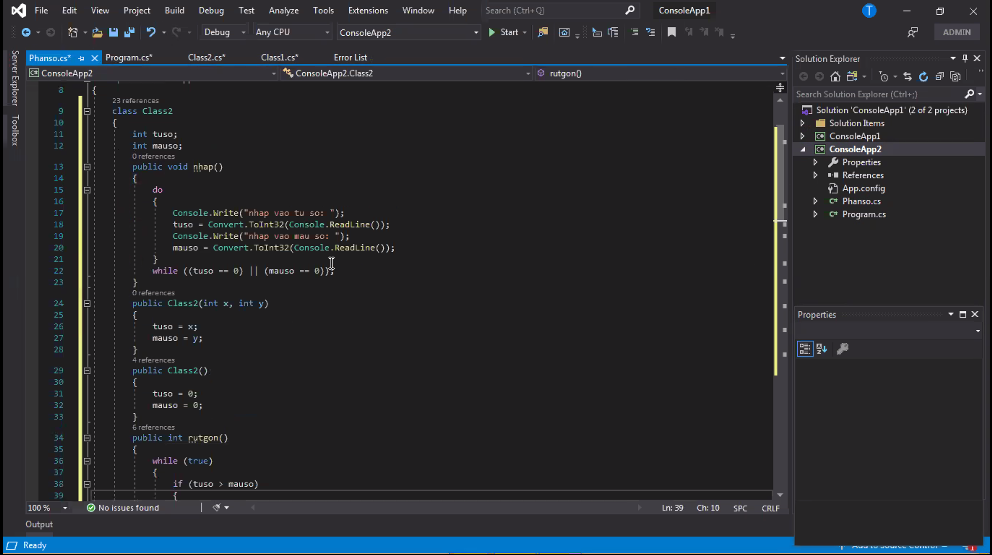 File Edit View Project Build Debug Test Analyze Tools Extensions Window Help Search (Ctrl+Q) ConsoleApp1 T
Debug Any CPU ConsoleApp2 Start ADMIN
Phanso.cs* Program.cs* Class2.cs* Class1.cs* Error List
ConsoleApp2 ConsoleApp2.Class2 rutgon()
Server Explorer
Toolbox
8 {
23 references
9 class Class2
10 {
11 int tuso;
12 int mauso;
0 references
13 public void nhap()
14 {
15 do
16 {
17 Console.Write("nhap vao tu so: ");
18 tuso = Convert.ToInt32(Console.ReadLine());
19 Console.Write("nhap vao mau so: ");
20 mauso = Convert.ToInt32(Console.ReadLine());
21 }
22 while ((tuso == 0) || (mauso == 0));
23 }
0 references
24 public Class2(int x, int y)
25 {
26 tuso = x;
27 mauso = y;
28 }
4 references
29 public Class2()
30 {
31 tuso = 0;
32 mauso = 0;
33 }
6 references
34 public int rutgon()
35 {
36 while (true)
37 {
38 if (tuso > mauso)
39 {
100 % No issues found Ln: 39 Ch: 10 SPC CRLF
Output
Ready Add to Source Control 1
Solution Explorer
Search Solution Explorer (Ctrl+;)
Solution 'ConsoleApp1' (2 of 2 projects)
Solution Items
ConsoleApp1
ConsoleApp2
Properties
References
App.config
Phanso.cs
Program.cs
Properties